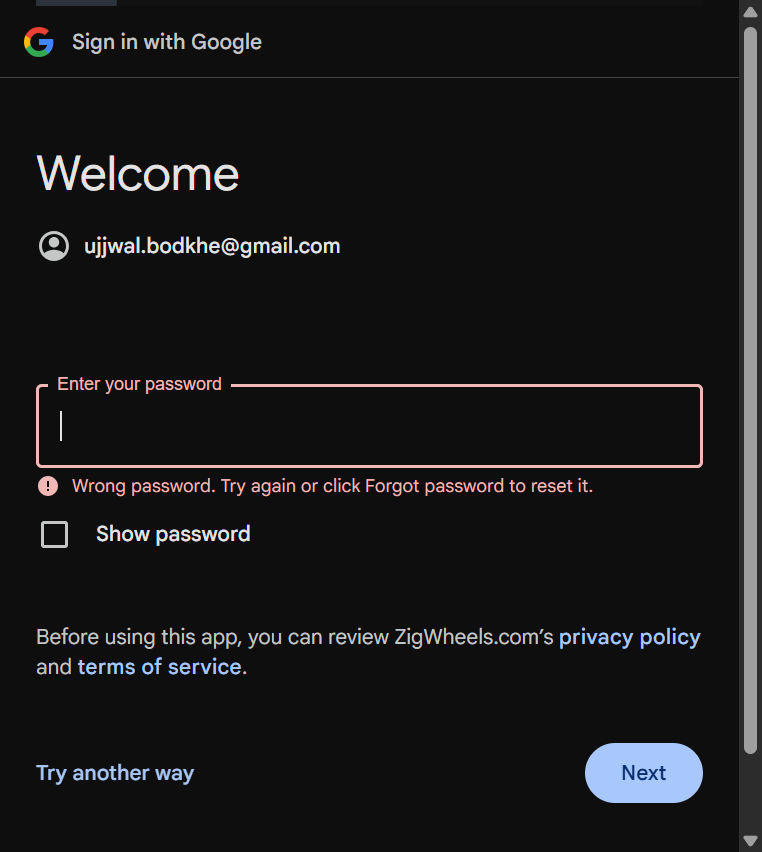 Sign in with Google
Welcome
ujjwal.bodkhe@gmail.com
Enter your password
Wrong password. Try again or click Forgot password to reset it.
Show password
Before using this app, you can review ZigWheels.com’s privacy policy
and terms of service.
Try another way
Next